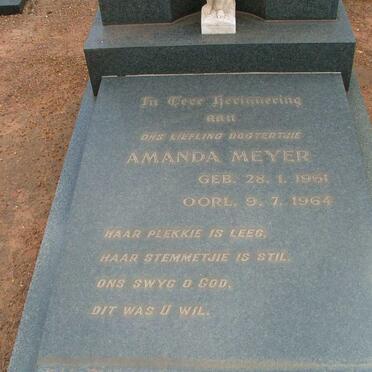 In Teer Herinnering
aan
ONS LIEFLING DOGTERTJIE
AMANDA MEYER
GEB. 28. 1. 1961
OORL. 9. 7. 1964
HAAR PLEKKIE IS LEEG,
HAAR STEMMETJIE IS STIL.
ONS SWYG O GOD,
DIT WAS U WIL.